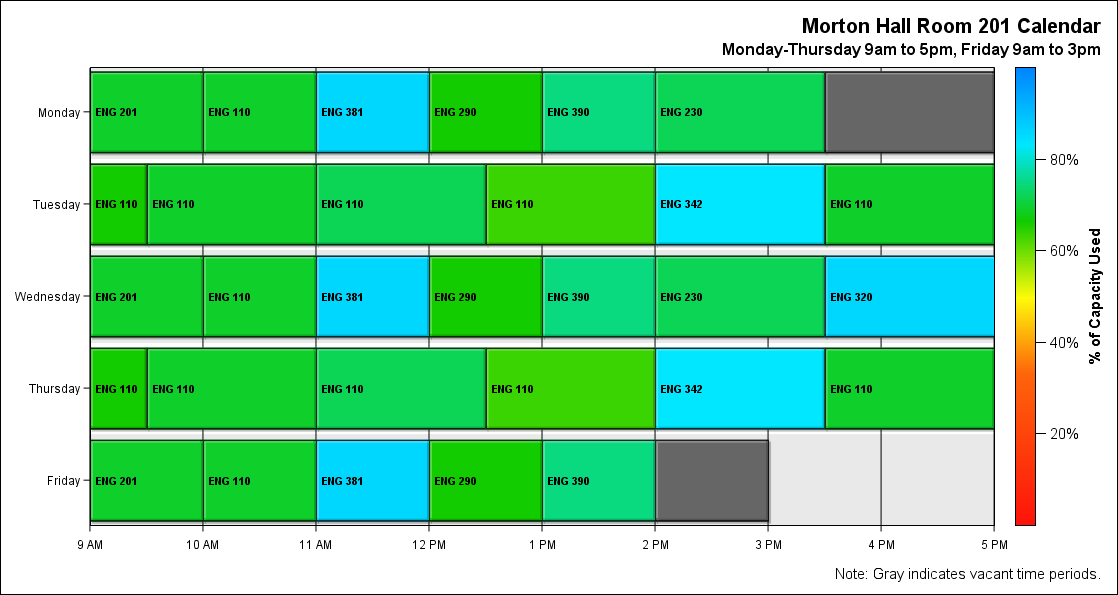 Morton Hall Room 201 Calendar
Monday-Thursday 9am to 5pm, Friday 9am to 3pm
Monday ENG 201 ENG 110 ENG 381 ENG 290 ENG 390 ENG 230
Tuesday ENG 110 ENG 110 ENG 110 ENG 110 ENG 342 ENG 110
Wednesday ENG 201 ENG 110 ENG 381 ENG 290 ENG 390 ENG 230 ENG 320
Thursday ENG 110 ENG 110 ENG 110 ENG 110 ENG 342 ENG 110
Friday ENG 201 ENG 110 ENG 381 ENG 290 ENG 390
9 AM 10 AM 11 AM 12 PM 1 PM 2 PM 3 PM 4 PM 5 PM
80%
60%
40%
20%
% of Capacity Used
Note: Gray indicates vacant time periods.